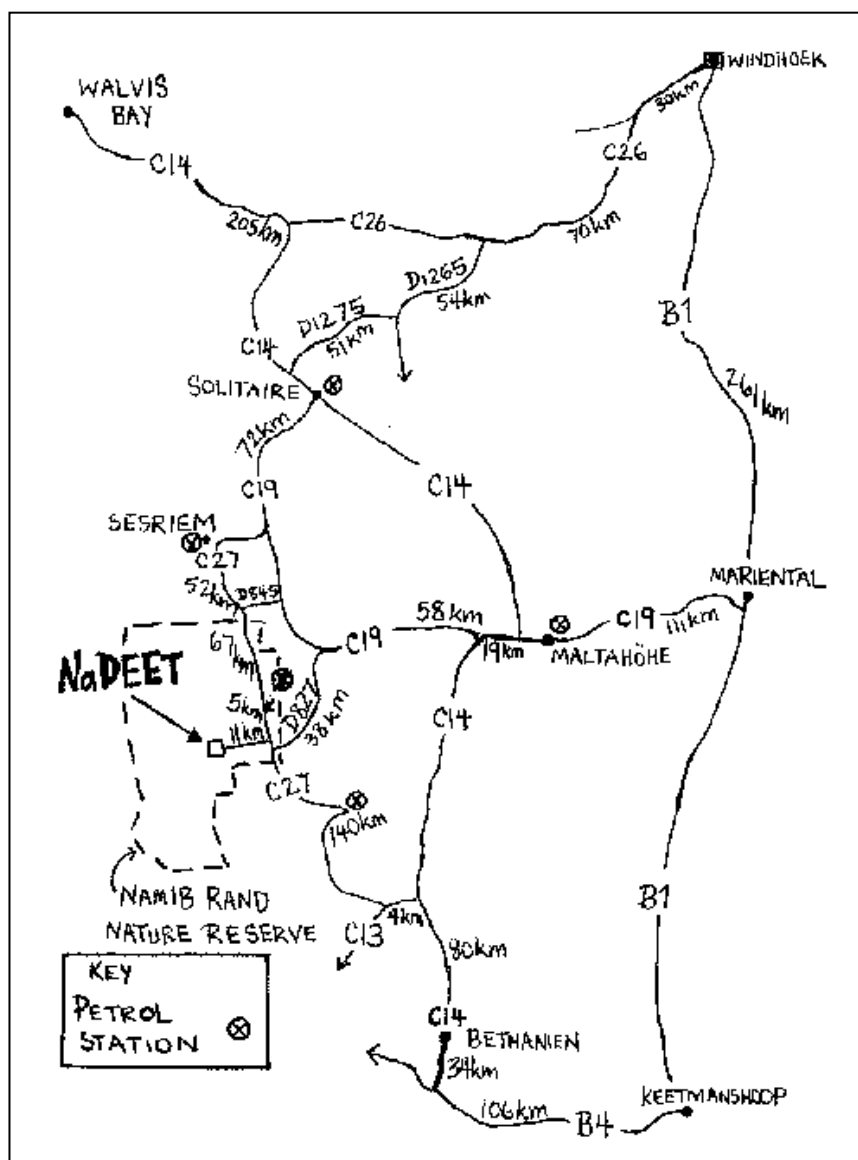 WINDHOEK
WALVIS
BAY
30km
C26
C14
205km
C26
70km
D1265
54km
D1275
51km
B1
C14
SOLITAIRE
261km
72km
C14
C19
SESRIEM
C27
MARIENTAL
52km
D845
58km
C19
C19
111km
67km
19km
MALTAHÖHE
NaDEET
5km
D827
38km
11km
C14
C27
140km
NAMIB RAND
NATURE RESERVE
4km
C13
B1
80km
KEY
PETROL
STATION
C14
BETHANIEN
34km
KEETMANSHOOP
106km
B4